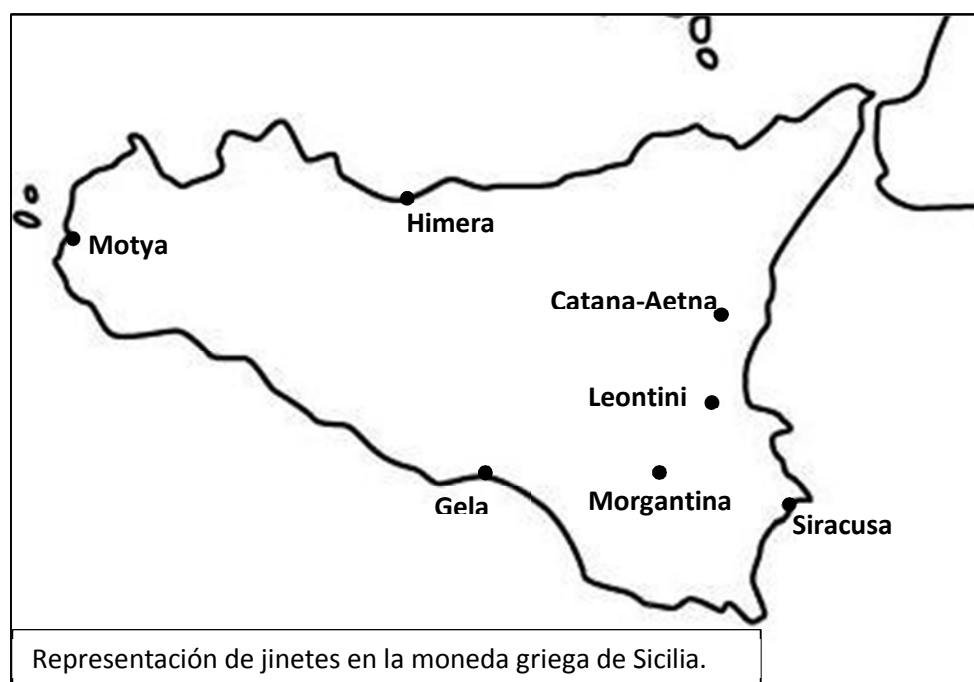 Himera
Motya
Catana-Aetna
Leontini
Gela
Morgantina
Siracusa
Representación de jinetes en la moneda griega de Sicilia.